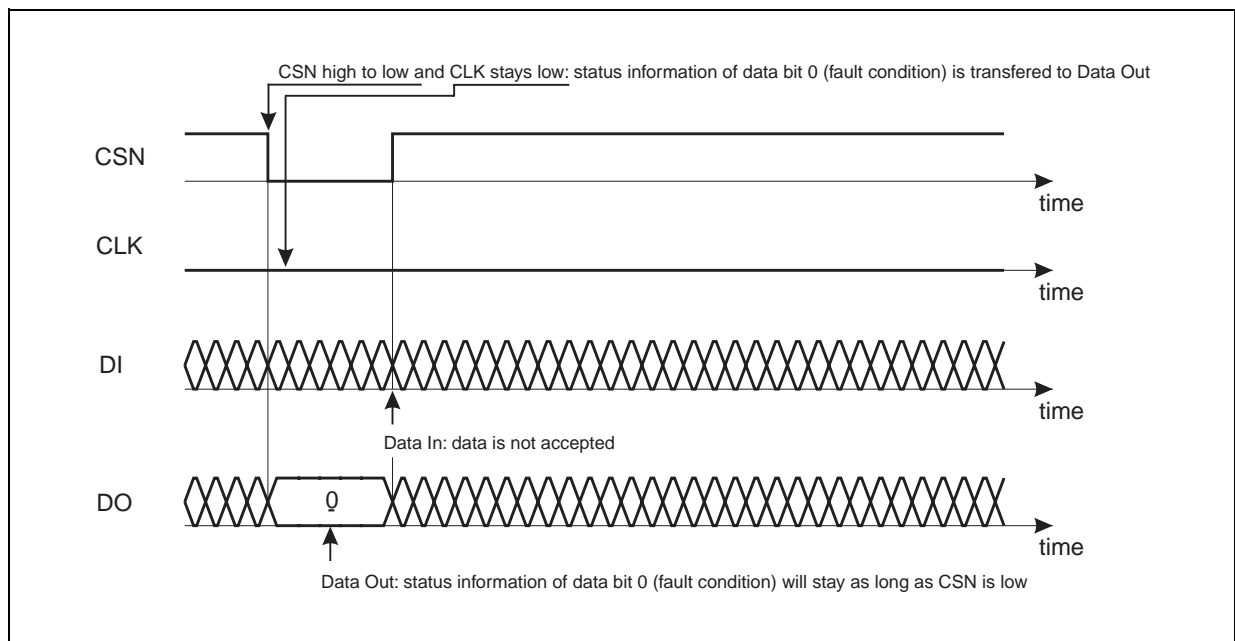 CSN high to low and CLK stays low: status information of data bit 0 (fault condition) is transfered to Data Out
CSN
time
CLK
time
DI
time
Data In: data is not accepted
DO
0
time
Data Out: status information of data bit 0 (fault condition) will stay as long as CSN is low